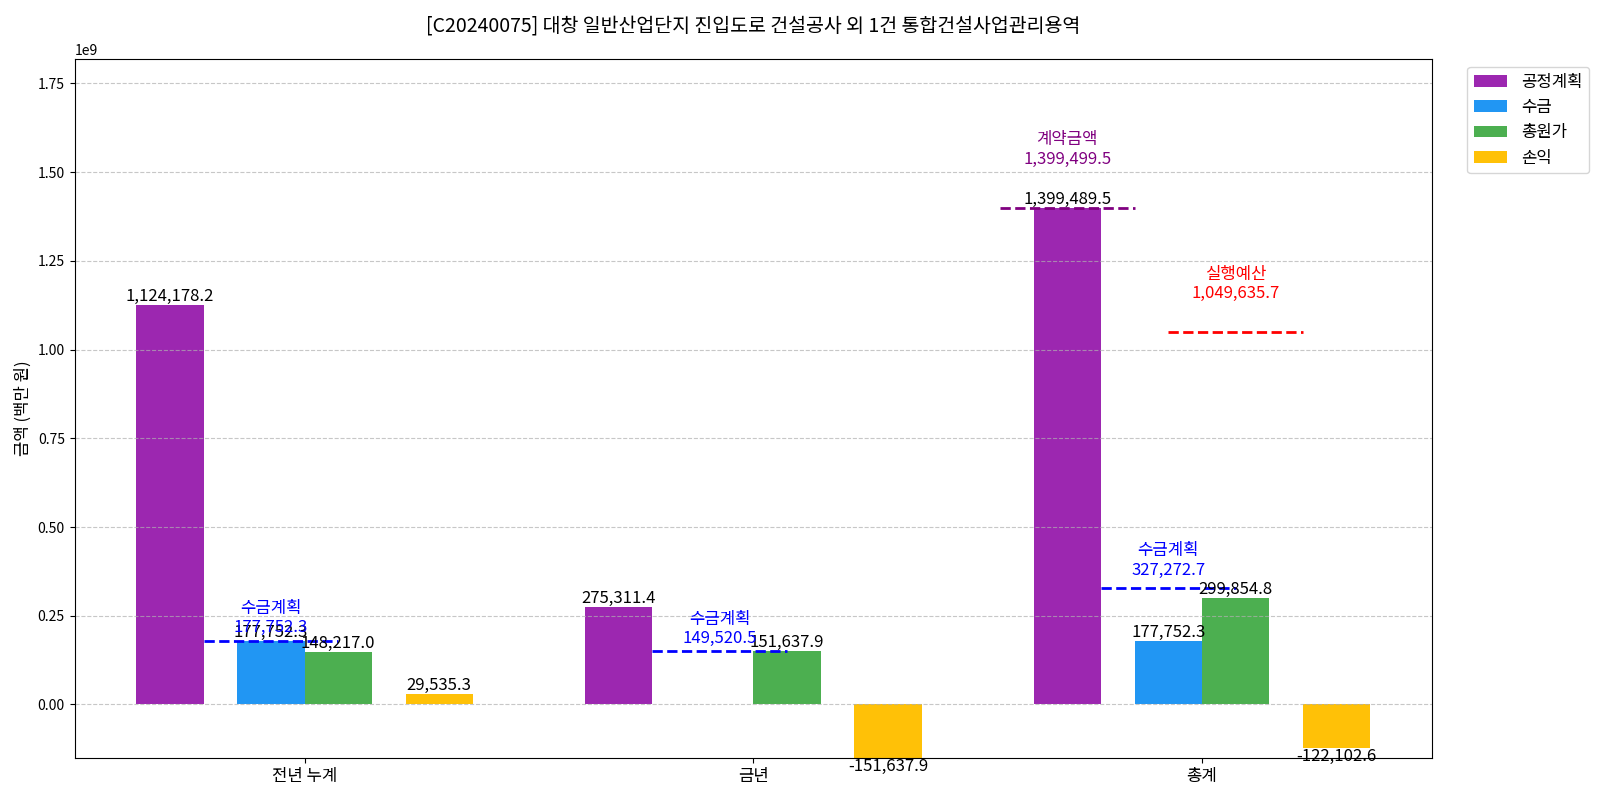 [C20240075] 대창 일반산업단지 진입도로 건설공사 외 1건 통합건설사업관리용역
1e9
1.75
1.50
1.25
1.00
0.75
0.50
0.25
0.00
금액 (백만 원)
공정계획
수금
총원가
손익
1,124,178.2
수금계획
177,752.3
177,752.3
148,217.0
29,535.3
275,311.4
수금계획
149,520.5
151,637.9
-151,637.9
계약금액
1,399,499.5
1,399,489.5
실행예산
1,049,635.7
수금계획
327,272.7
299,854.8
177,752.3
-122,102.6
전년 누계
금년
총계